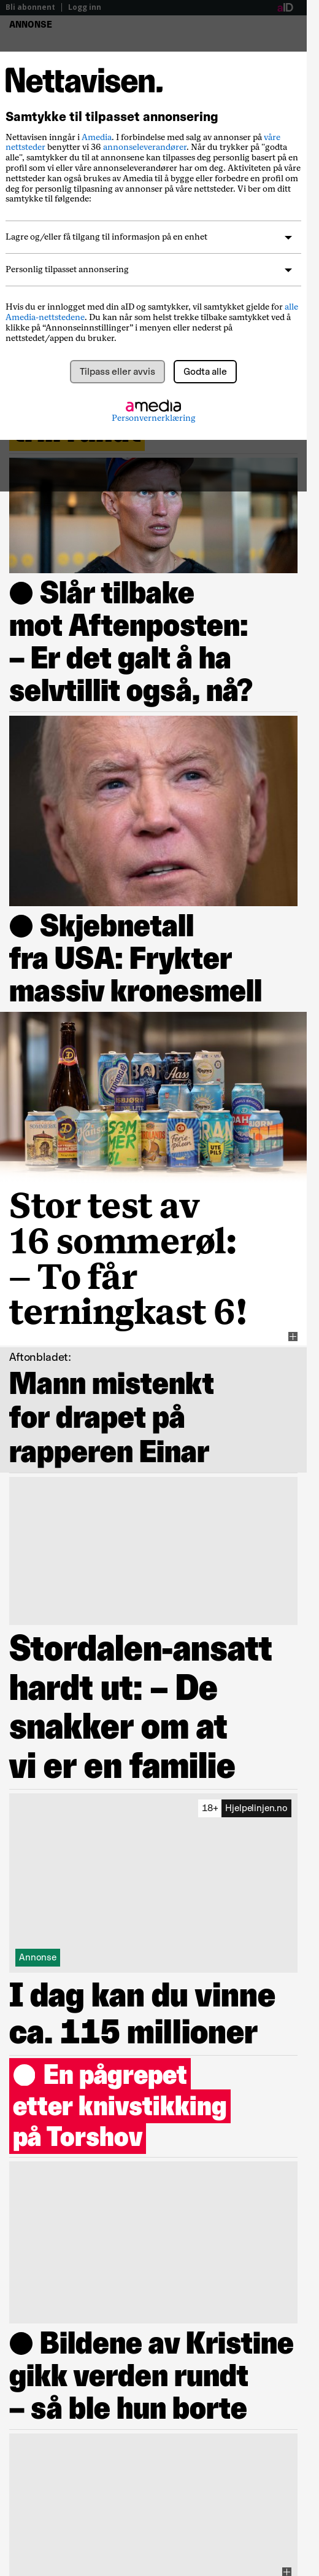 Bli abonnent | Logg inn
aID
ANNONSE
Nettavisen.
Samtykke til tilpasset annonsering
Nettavisen inngår i Amedia. I forbindelse med salg av annonser på våre
nettsteder benytter vi 36 annonseleverandører. Når du trykker på "godta
alle", samtykker du til at annonsene kan tilpasses deg personlig basert på en
profil som vi eller våre annonseleverandører har om deg. Aktiviteten på våre
nettsteder kan også brukes av Amedia til å bygge eller forbedre en profil om
deg for personlig tilpasning av annonser på våre nettsteder. Vi ber om ditt
samtykke til følgende:
Lagre og/eller få tilgang til informasjon på en enhet
Personlig tilpasset annonsering
Hvis du er innlogget med din aID og samtykker, vil samtykket gjelde for alle
Amedia-nettstedene. Du kan når som helst trekke tilbake samtykket ved å
klikke på “Annonseinnstillinger” i menyen eller nederst på
nettstedet/appen du bruker.
Tilpass eller avvis
Godta alle
amedia
Personvernerklæring
Slår tilbake
mot Aftenposten:
– Er det galt å ha
selvtillit også, nå?
Skjebnetall
fra USA: Frykter
massiv kronesmell
Stor test av
16 sommerøl:
– To får
terningkast 6!
Aftonbladet:
Mann mistenkt
for drapet på
rapperen Einar
Stordalen-ansatt
hardt ut: – De
snakker om at
vi er en familie
18+ Hjelpelinjen.no
Annonse
I dag kan du vinne
ca. 115 millioner
En pågrepet
etter knivstikking
på Torshov
Bildene av Kristine
gikk verden rundt
– så ble hun borte